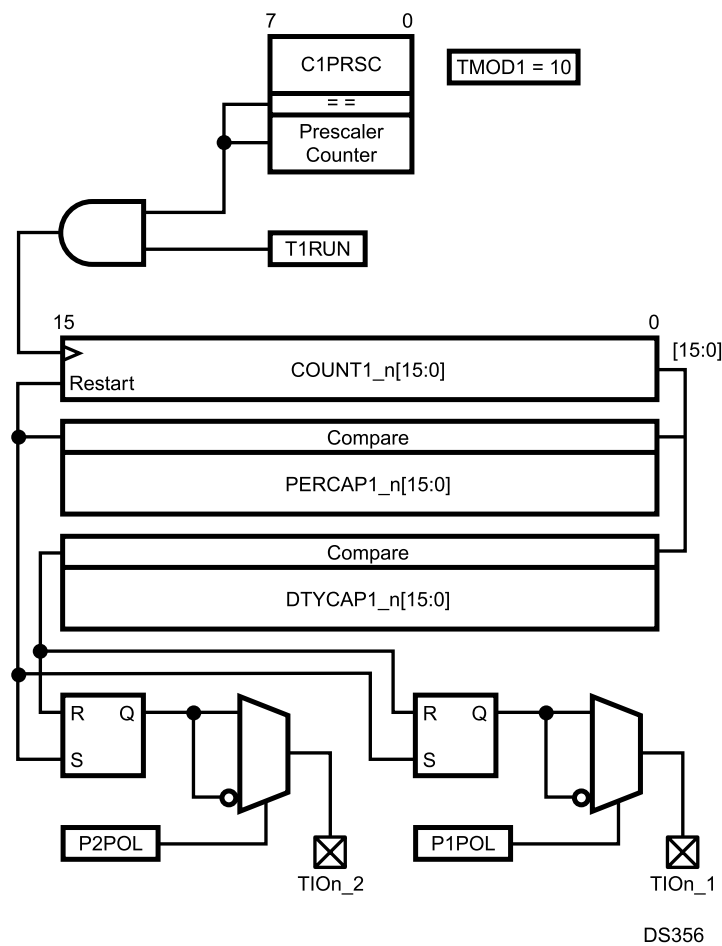 7 0
C1PRSC
TMOD1 = 10
= =
Prescaler
Counter
T1RUN
15 0
[15:0]
COUNT1_n[15:0]
Restart
Compare
PERCAP1_n[15:0]
Compare
DTYCAP1_n[15:0]
R Q R Q
S S
P2POL P1POL
TIOn_2 TIOn_1
DS356